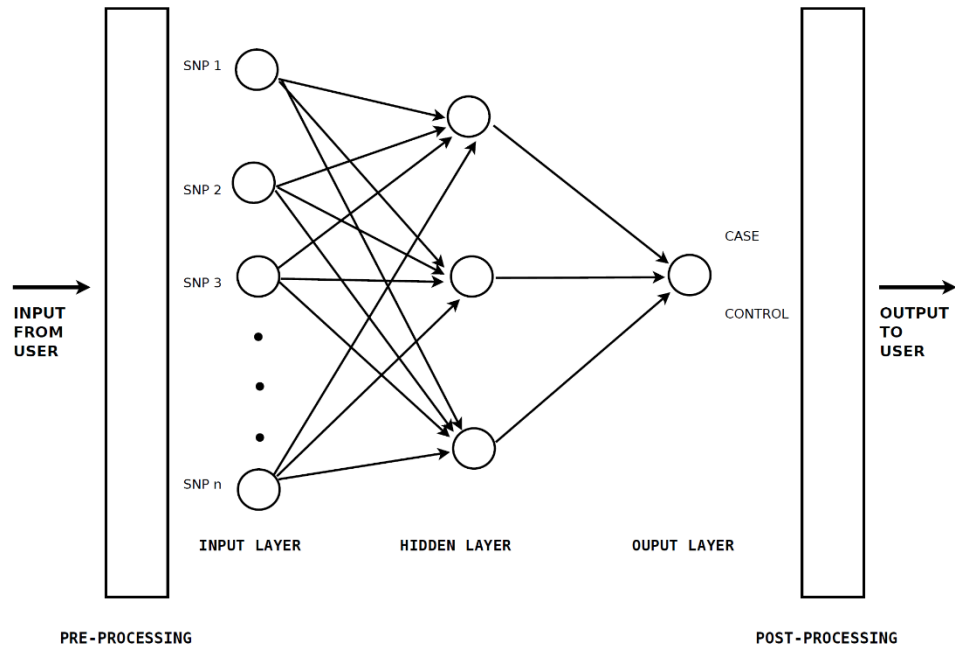 SNP 1
SNP 2
SNP 3
SNP n
INPUT
FROM
USER
CASE
CONTROL
OUTPUT
TO
USER
INPUT LAYER
HIDDEN LAYER
OUPUT LAYER
PRE-PROCESSING
POST-PROCESSING